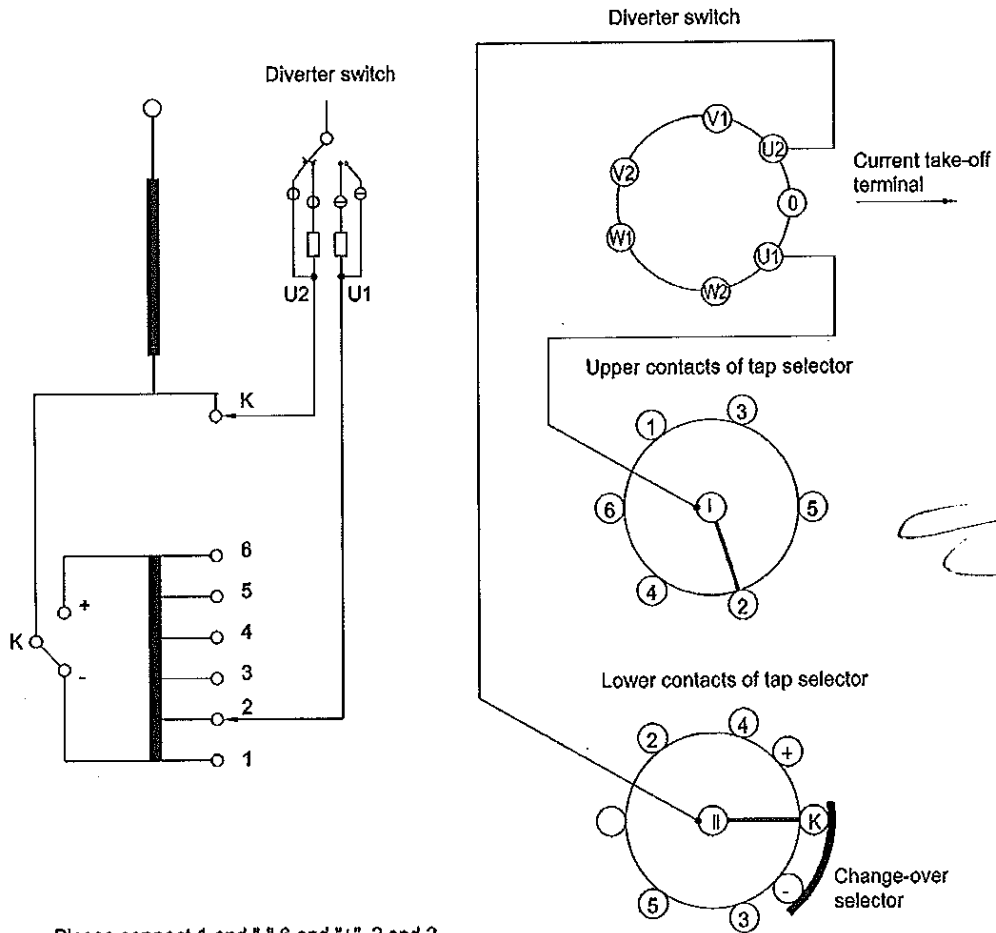 Diverter switch
Diverter switch
U2
U1
K
6
5
4
3
2
1
+
K
-
V1
U2
V2
0
W1
U1
W2
Current take-off
terminal
Upper contacts of tap selector
1
3
6
I
5
4
2
Lower contacts of tap selector
2
4
+
II
K
-
5
3
Change-over
selector